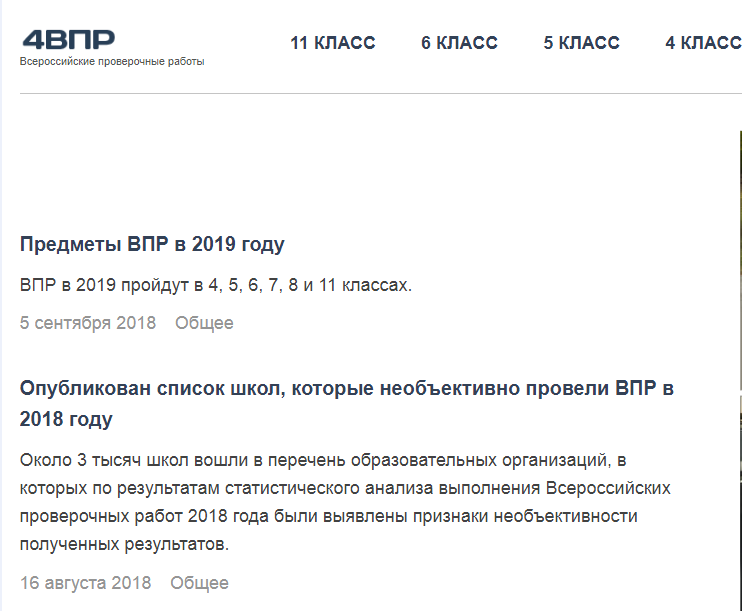 4ВПР
Всероссийские проверочные работы
11 КЛАСС 6 КЛАСС 5 КЛАСС 4 КЛАСС
Предметы ВПР в 2019 году
ВПР в 2019 пройдут в 4, 5, 6, 7, 8 и 11 классах.
5 сентября 2018 Общее
Опубликован список школ, которые необъективно провели ВПР в
2018 году
Около 3 тысяч школ вошли в перечень образовательных организаций, в
которых по результатам статистического анализа выполнения Всероссийских
проверочных работ 2018 года были выявлены признаки необъективности
полученных результатов.
16 августа 2018 Общее